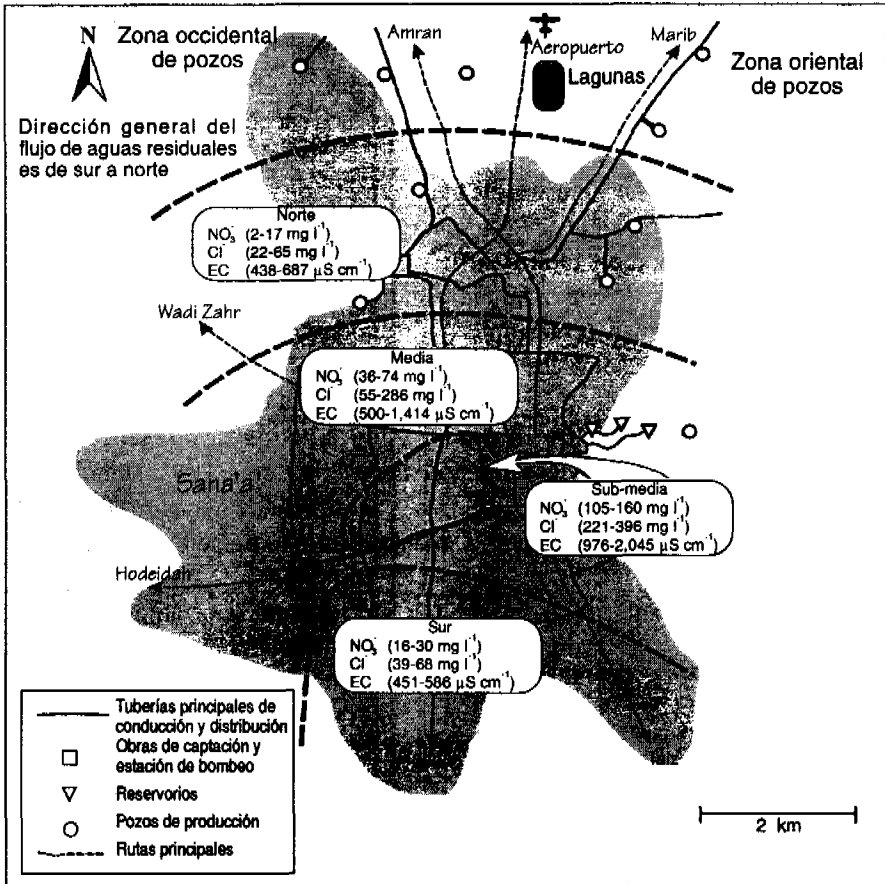 N
Zona occidental
de pozos
Amran
Aeropuerto
Lagunas
Marib
Zona oriental
de pozos
Dirección general del
flujo de aguas residuales
es de sur a norte
Norte
NO₃⁻ (2-17 mg l⁻¹)
Cl⁻ (22-65 mg l⁻¹)
EC (438-687 µS cm⁻¹)
Wadi Zahr
Media
NO₃⁻ (36-74 mg l⁻¹)
Cl⁻ (55-286 mg l⁻¹)
EC (500-1,414 µS cm⁻¹)
Sana'a'
Sub-media
NO₃⁻ (105-160 mg l⁻¹)
Cl⁻ (221-396 mg l⁻¹)
EC (976-2,045 µS cm⁻¹)
Hodeidah
Sur
NO₃⁻ (16-30 mg l⁻¹)
Cl⁻ (39-68 mg l⁻¹)
EC (451-586 µS cm⁻¹)
Tuberías principales de
conducción y distribución
Obras de captación y
estación de bombeo
Reservorios
Pozos de producción
Rutas principales
2 km